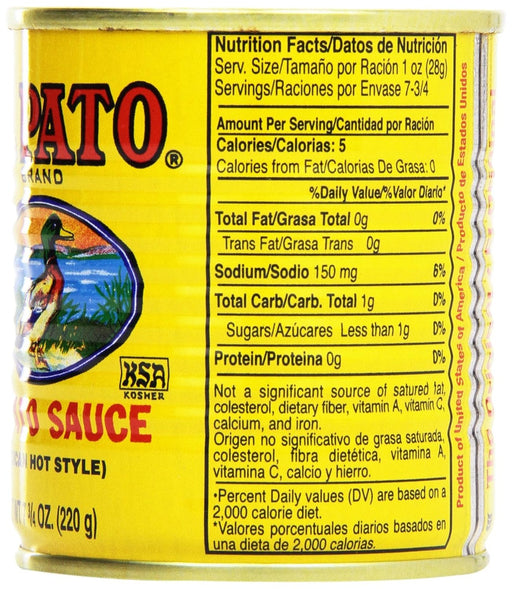 PATO®
BRAND
KSA
KOSHER
O SAUCE
HOT STYLE)
OZ. (220 g)
Nutrition Facts/Datos de Nutrición
Serv. Size/Tamaño por Ración 1 oz (28g)
Servings/Raciones por Envase 7-3/4
Amount Per Serving/Cantidad por Ración
Calories/Calorias: 5
Calories from Fat/Calorias De Grasa: 0
%Daily Value/%Valor Diario*
Total Fat/Grasa Total 0g 0%
Trans Fat/Grasa Trans 0g
Sodium/Sodio 150 mg 6%
Total Carb/Carb. Total 1g 0%
Sugars/Azúcares Less than 1g 0%
Protein/Proteina 0g 0%
Not a significant source of satured fat,
colesterol, dietary fiber, vitamin A, vitamin C,
calcium, and iron.
Origen no significativo de grasa saturada,
colesterol, fibra dietética, vitamina A,
vitamina C, calcio y hierro.
•Percent Daily values (DV) are based on a
2,000 calorie diet.
*Valores porcentuales diarios basados en
una dieta de 2,000 calorias.
Product of United States of America / Producto de Estados Unidos